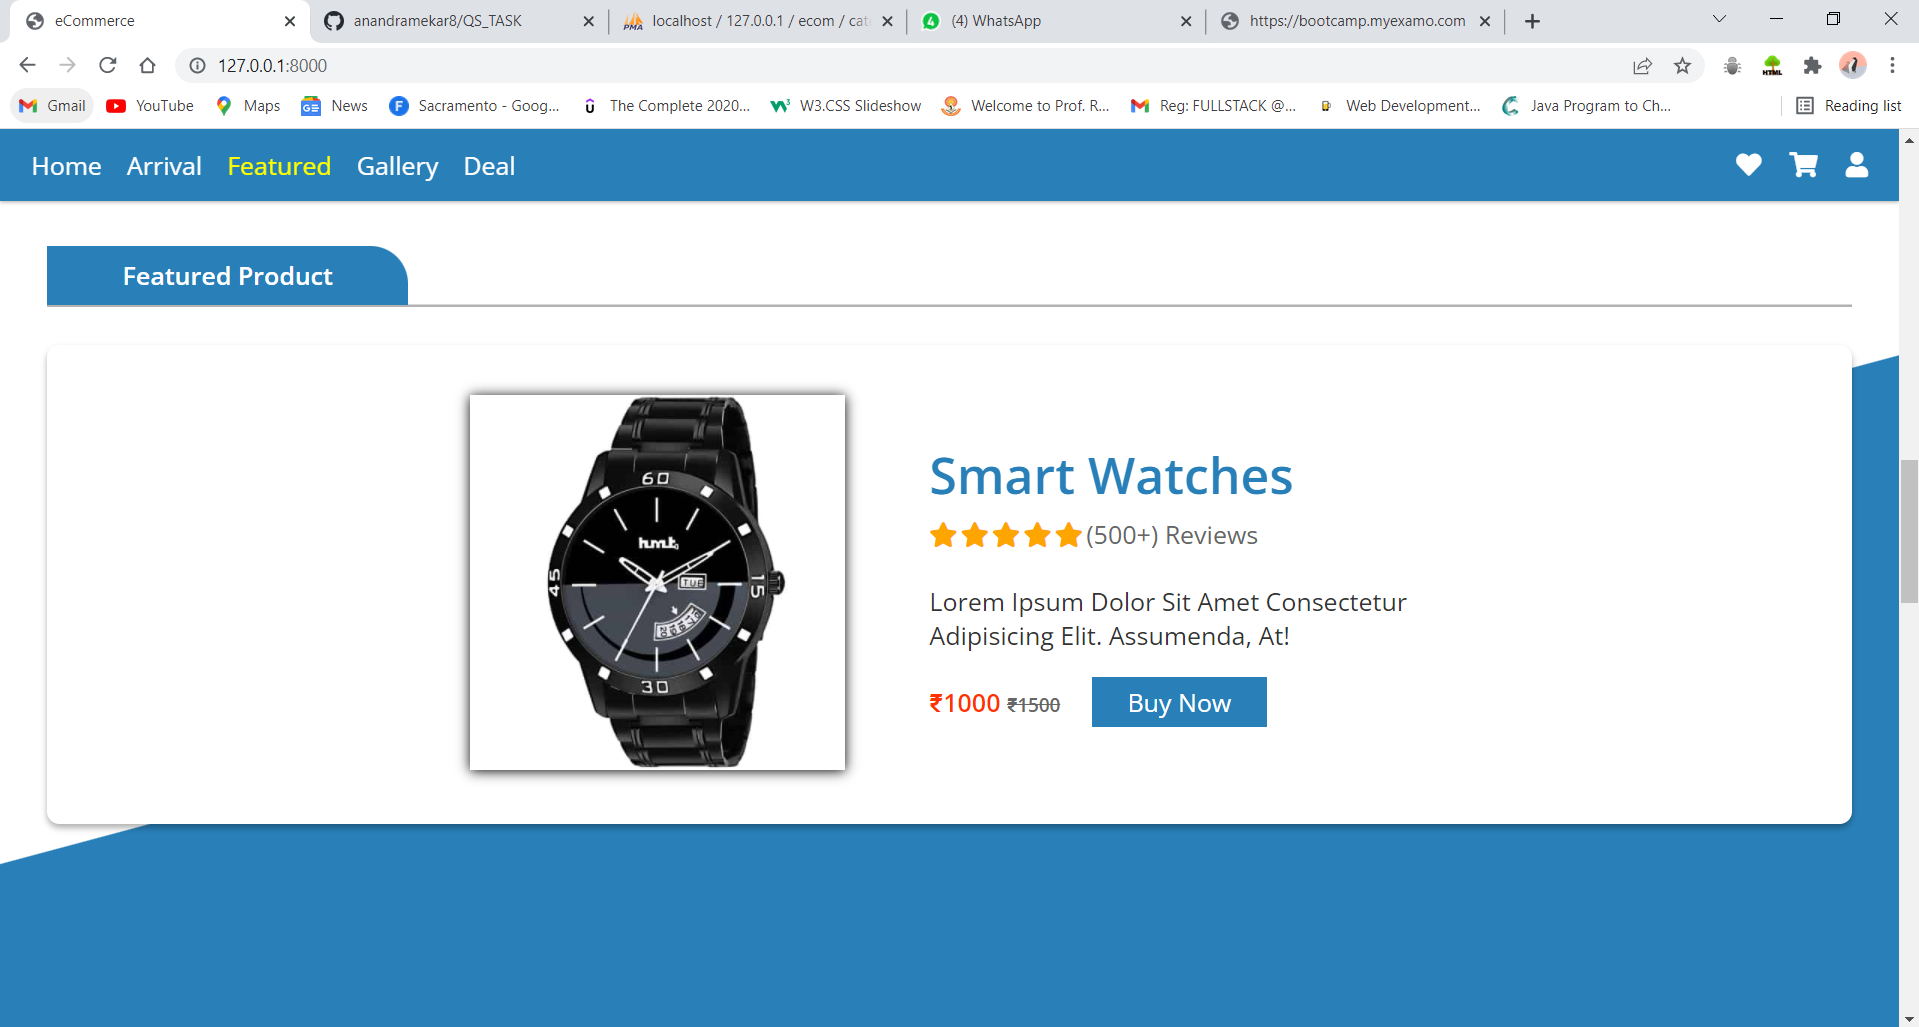 eCommerce
anandramekar8/QS_TASK
localhost / 127.0.0.1 / ecom / cat
(4) WhatsApp
https://bootcamp.myexamo.com
127.0.0.1:8000
Gmail
YouTube
Maps
News
Sacramento - Goog...
The Complete 2020...
W3.CSS Slideshow
Welcome to Prof. R...
Reg: FULLSTACK @...
Web Development...
Java Program to Ch...
Reading list
Home Arrival Featured Gallery Deal
Featured Product
60
45
15
30
TUE
Smart Watches
(500+) Reviews
Lorem Ipsum Dolor Sit Amet Consectetur
Adipisicing Elit. Assumenda, At!
₹1000 ₹1500
Buy Now